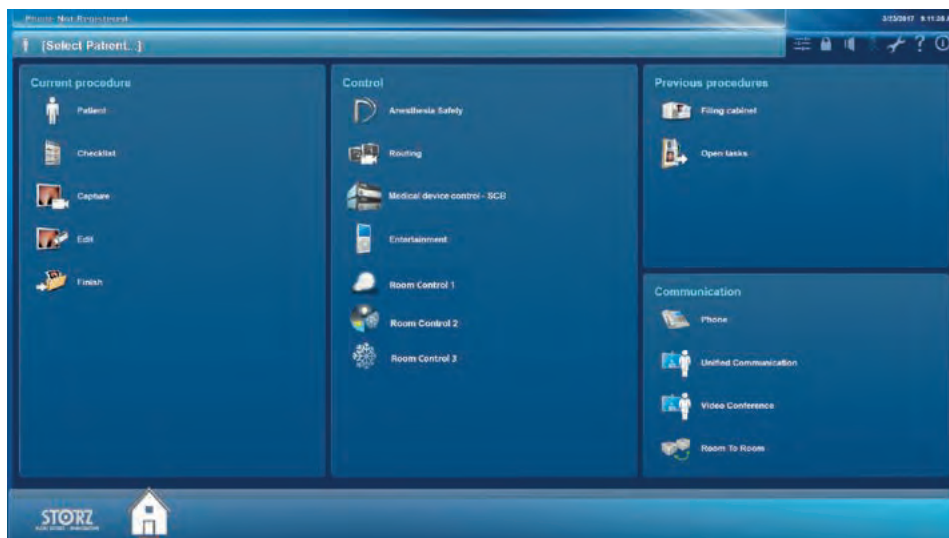 Phone: Not Registered
3/23/2017 9:11:38
[Select Patient...]
?
Current procedure
Patient
Checklist
Capture
Edit
Finish
Control
Anesthesia Safety
Routing
Medical device control - SCB
Entertainment
Room Control 1
Room Control 2
Room Control 3
Previous procedures
Filing cabinet
Open tasks
Communication
Phone
Unified Communication
Video Conference
Room To Room
STORZ